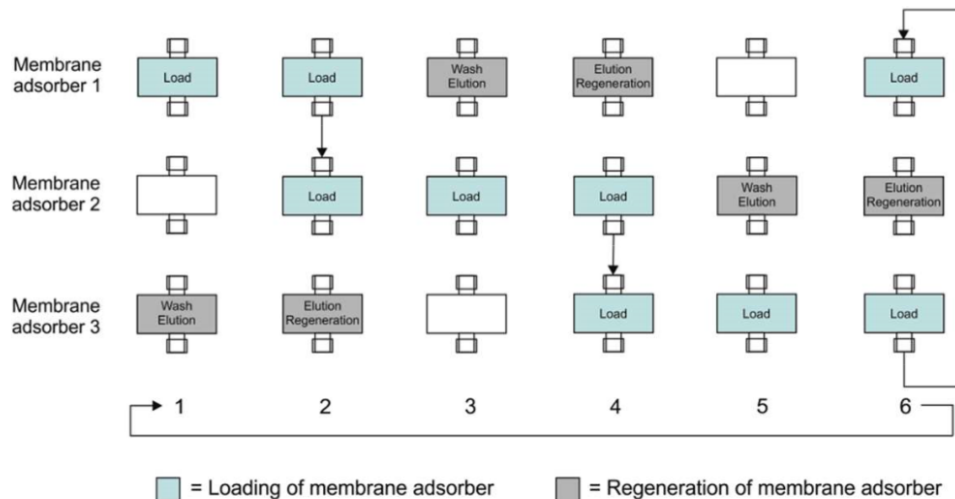 Membrane
adsorber 1
Load
Load
Wash
Elution
Elution
Regeneration
Load
Membrane
adsorber 2
Load
Load
Load
Wash
Elution
Elution
Regeneration
Membrane
adsorber 3
Wash
Elution
Elution
Regeneration
Load
Load
Load
1 2 3 4 5 6
= Loading of membrane adsorber
= Regeneration of membrane adsorber